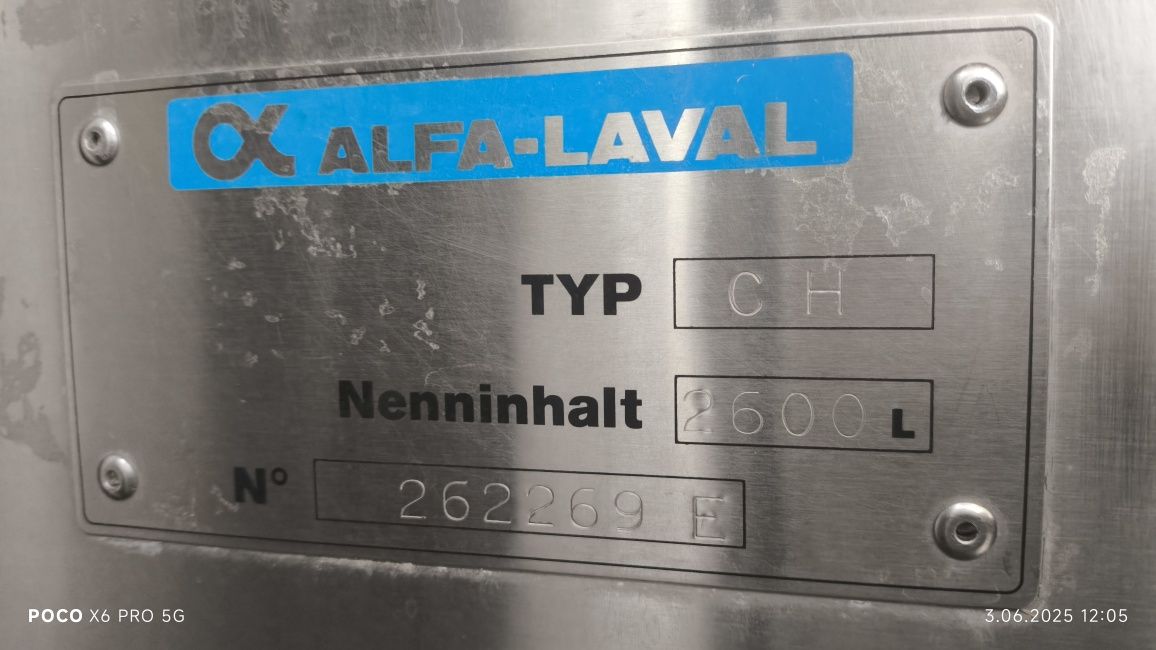 α ALFA-LAVAL
TYP C H
Nenninhalt 2600 L
N° 262269 E
POCO X6 PRO 5G
3.06.2025 12:05